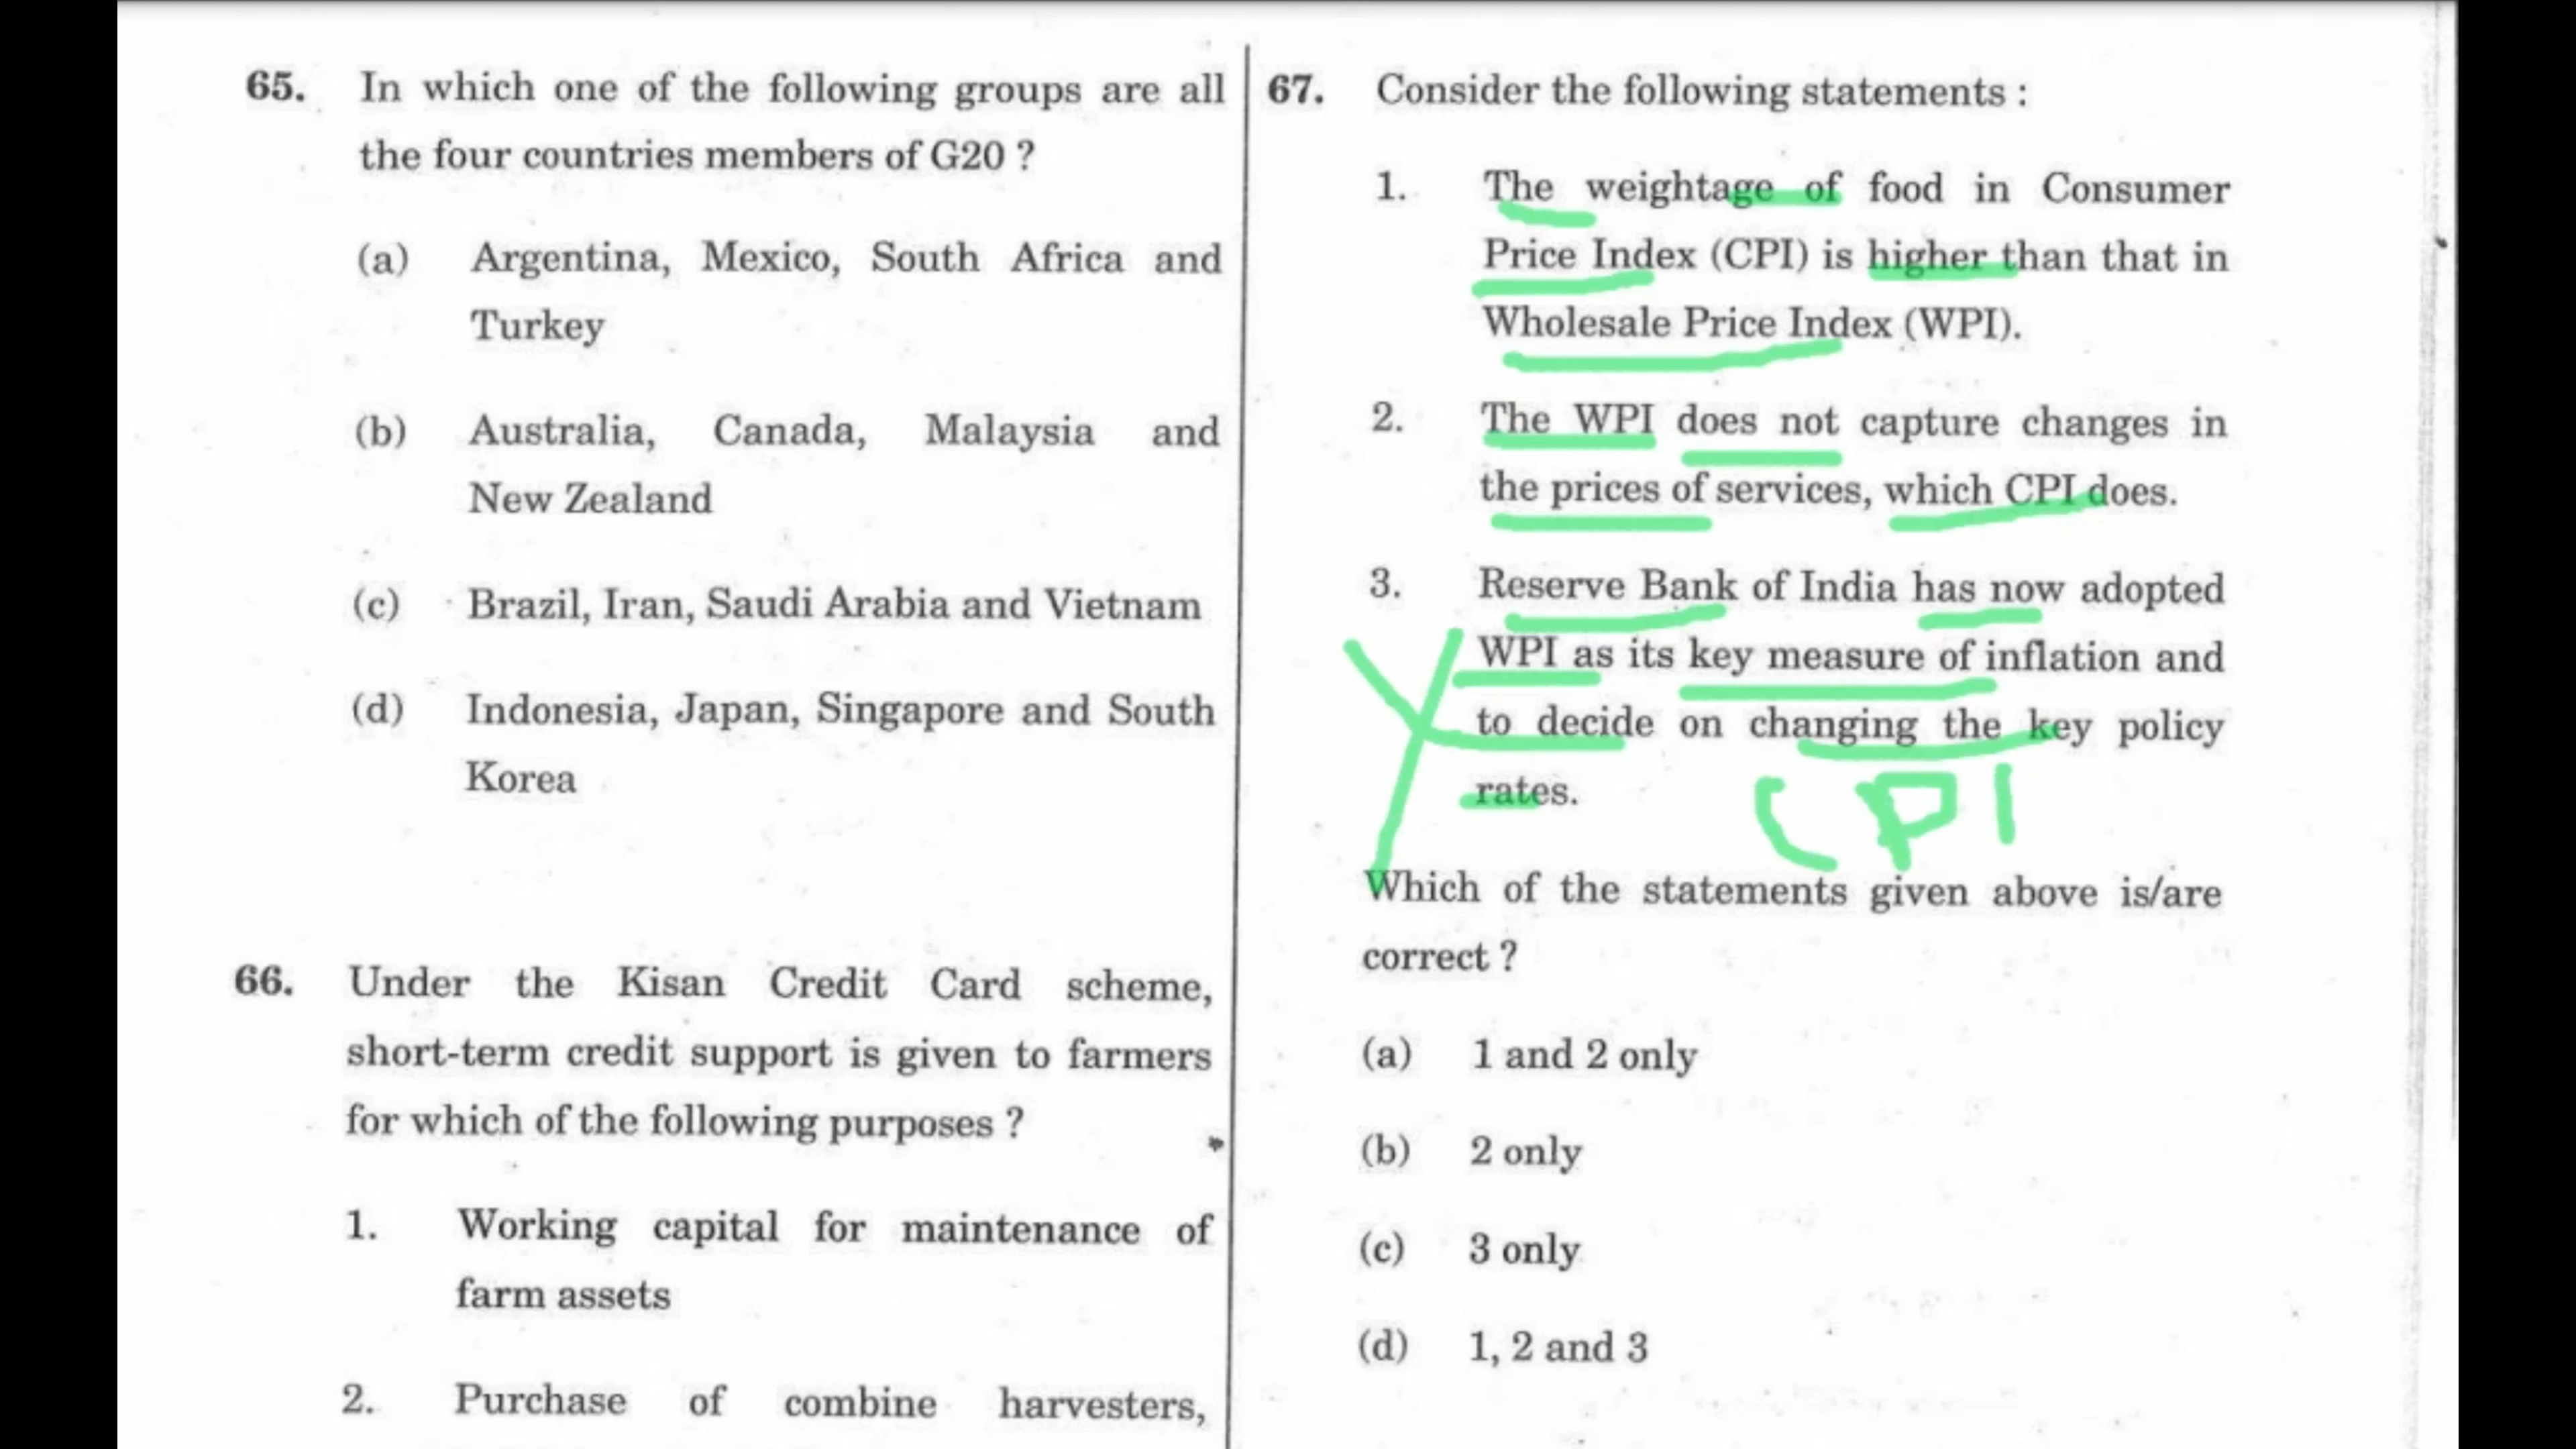 65. In which one of the following groups are all
the four countries members of G20 ?
(a) Argentina, Mexico, South Africa and
Turkey
(b) Australia, Canada, Malaysia and
New Zealand
(c) Brazil, Iran, Saudi Arabia and Vietnam
(d) Indonesia, Japan, Singapore and South
Korea
66. Under the Kisan Credit Card scheme,
short-term credit support is given to farmers
for which of the following purposes ?
1. Working capital for maintenance of
farm assets
2. Purchase of combine harvesters,
67. Consider the following statements :
1. The weightage of food in Consumer
Price Index (CPI) is higher than that in
Wholesale Price Index (WPI).
2. The WPI does not capture changes in
the prices of services, which CPI does.
3. Reserve Bank of India has now adopted
WPI as its key measure of inflation and
to decide on changing the key policy
rates.
CPI
Which of the statements given above is/are
correct ?
(a) 1 and 2 only
(b) 2 only
(c) 3 only
(d) 1, 2 and 3